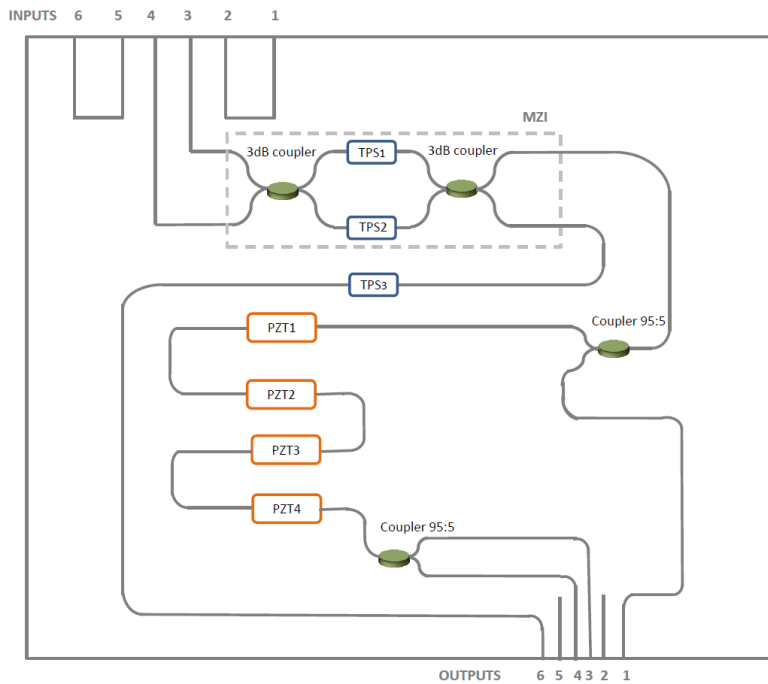 INPUTS 6 5 4 3 2 1
MZI
3dB coupler
TPS1
3dB coupler
TPS2
TPS3
PZT1
Coupler 95:5
PZT2
PZT3
PZT4
Coupler 95:5
OUTPUTS 6 5 4 3 2 1